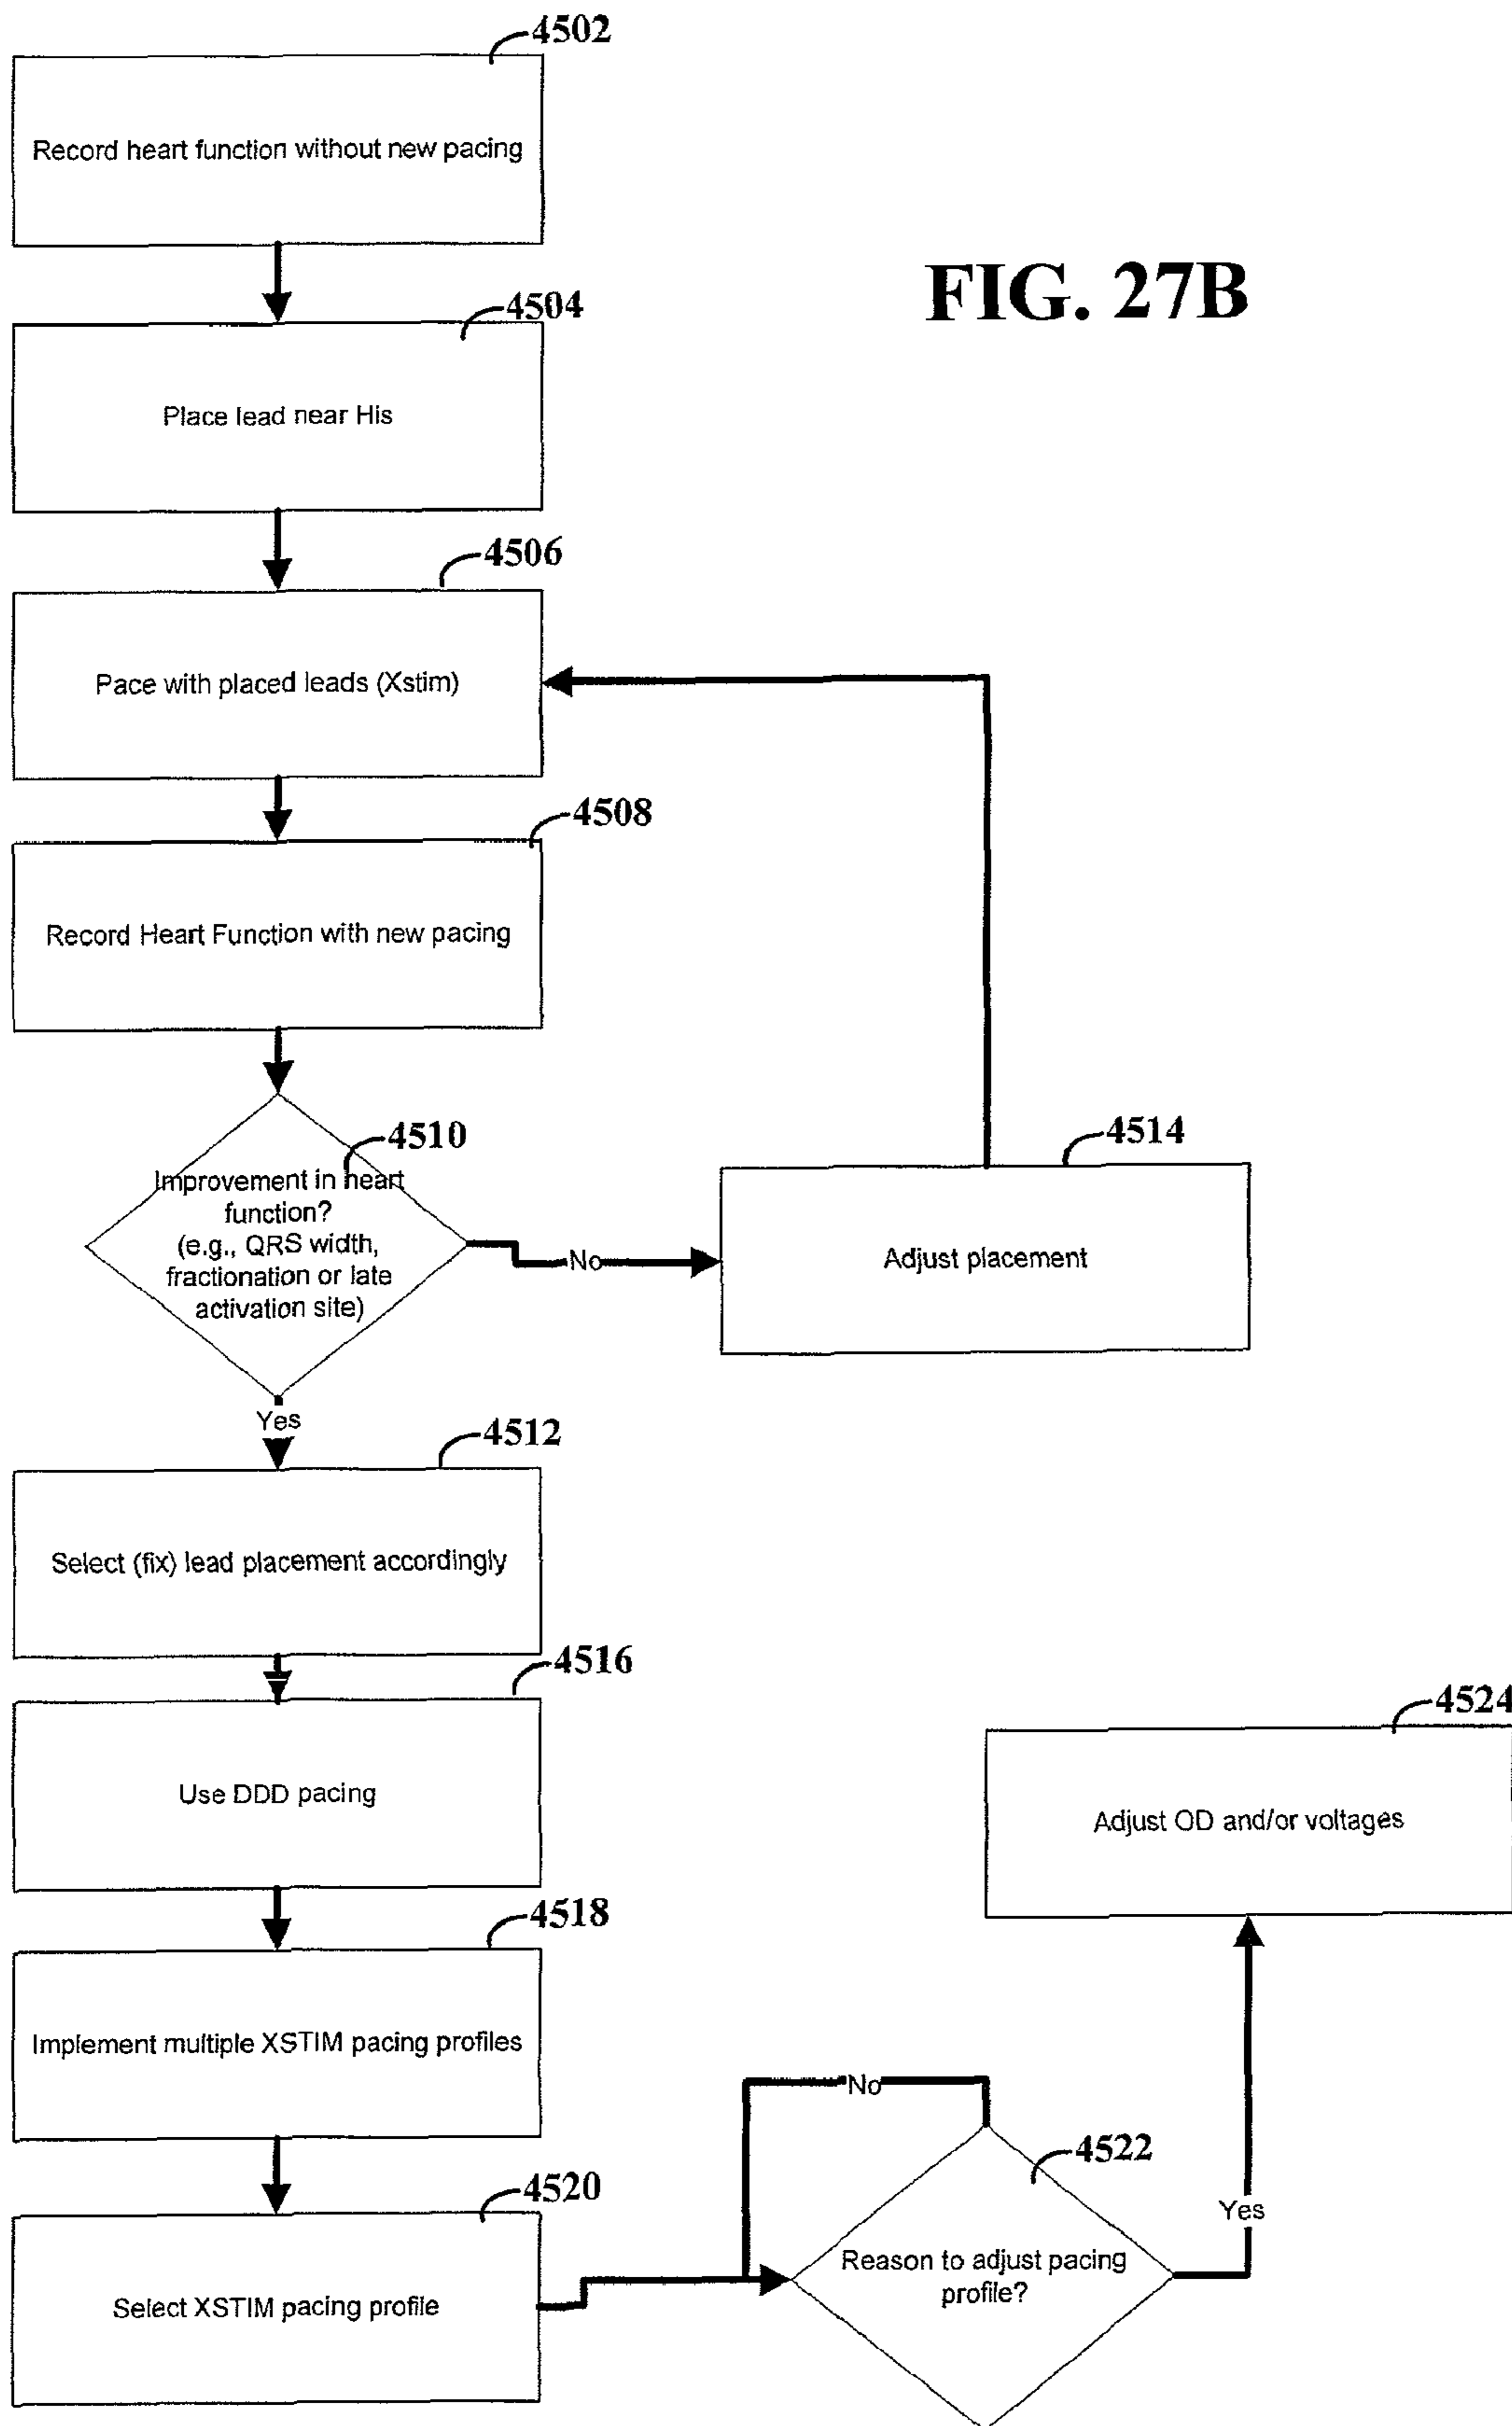 4502
Record heart function without new pacing
FIG. 27B
4504
Place lead near His
4506
Pace with placed leads (Xstim)
4508
Record Heart Function with new pacing
4510
Improvement in heart
function?
(e.g., QRS width,
fractionation or late
activation site)
No
4514
Adjust placement
Yes
4512
Select (fix) lead placement accordingly
4516
Use DDD pacing
4524
Adjust OD and/or voltages
4518
Implement multiple XSTIM pacing profiles
No
4522
Reason to adjust pacing
profile?
Yes
4520
Select XSTIM pacing profile